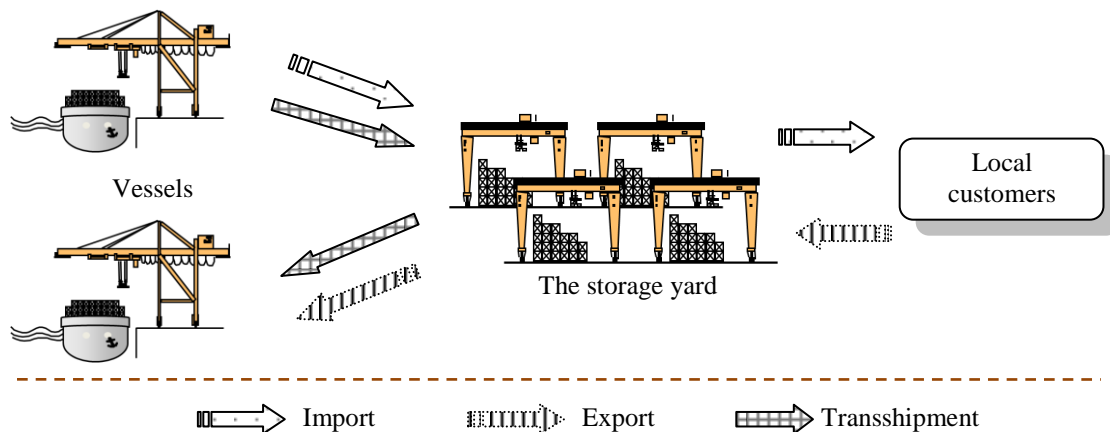 Vessels
Local
customers
The storage yard
Import
Export
Transshipment